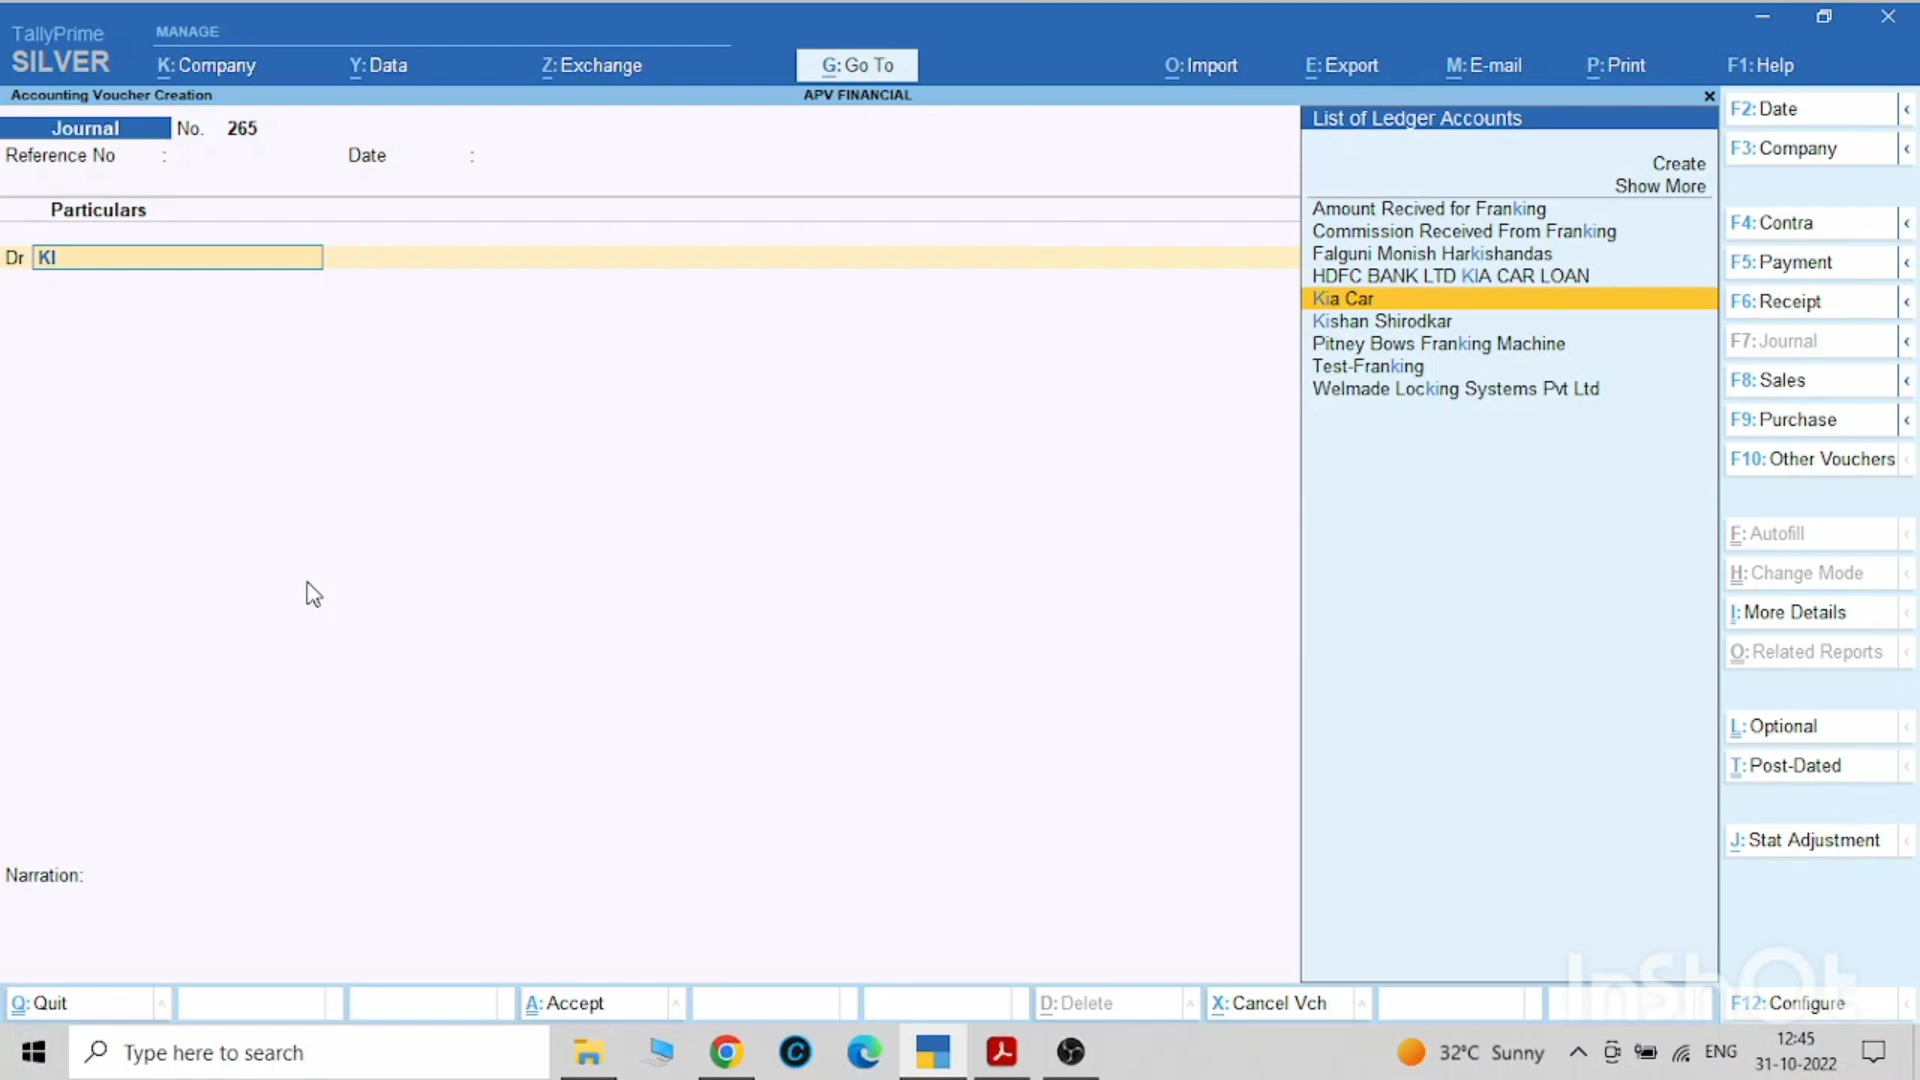 TallyPrime
SILVER
MANAGE
K: Company
Y: Data
Z: Exchange
G: Go To
O: Import
E: Export
M: E-mail
P: Print
F1: Help
Accounting Voucher Creation
APV FINANCIAL
Journal No. 265
Reference No :
Date :
Particulars
Dr KI
Narration:
List of Ledger Accounts
Create
Show More
Amount Recived for Franking
Commission Received From Franking
Falguni Monish Harkishandas
HDFC BANK LTD KIA CAR LOAN
Kia Car
Kishan Shirodkar
Pitney Bows Franking Machine
Test-Franking
Welmade Locking Systems Pvt Ltd
F2: Date
F3: Company
F4: Contra
F5: Payment
F6: Receipt
F7: Journal
F8: Sales
F9: Purchase
F10: Other Vouchers
F: Autofill
H: Change Mode
I: More Details
O: Related Reports
L: Optional
T: Post-Dated
J: Stat Adjustment
F12: Configure
InShOt
Q: Quit
A: Accept
D: Delete
X: Cancel Vch
Type here to search
32°C Sunny
ENG
12:45
31-10-2022